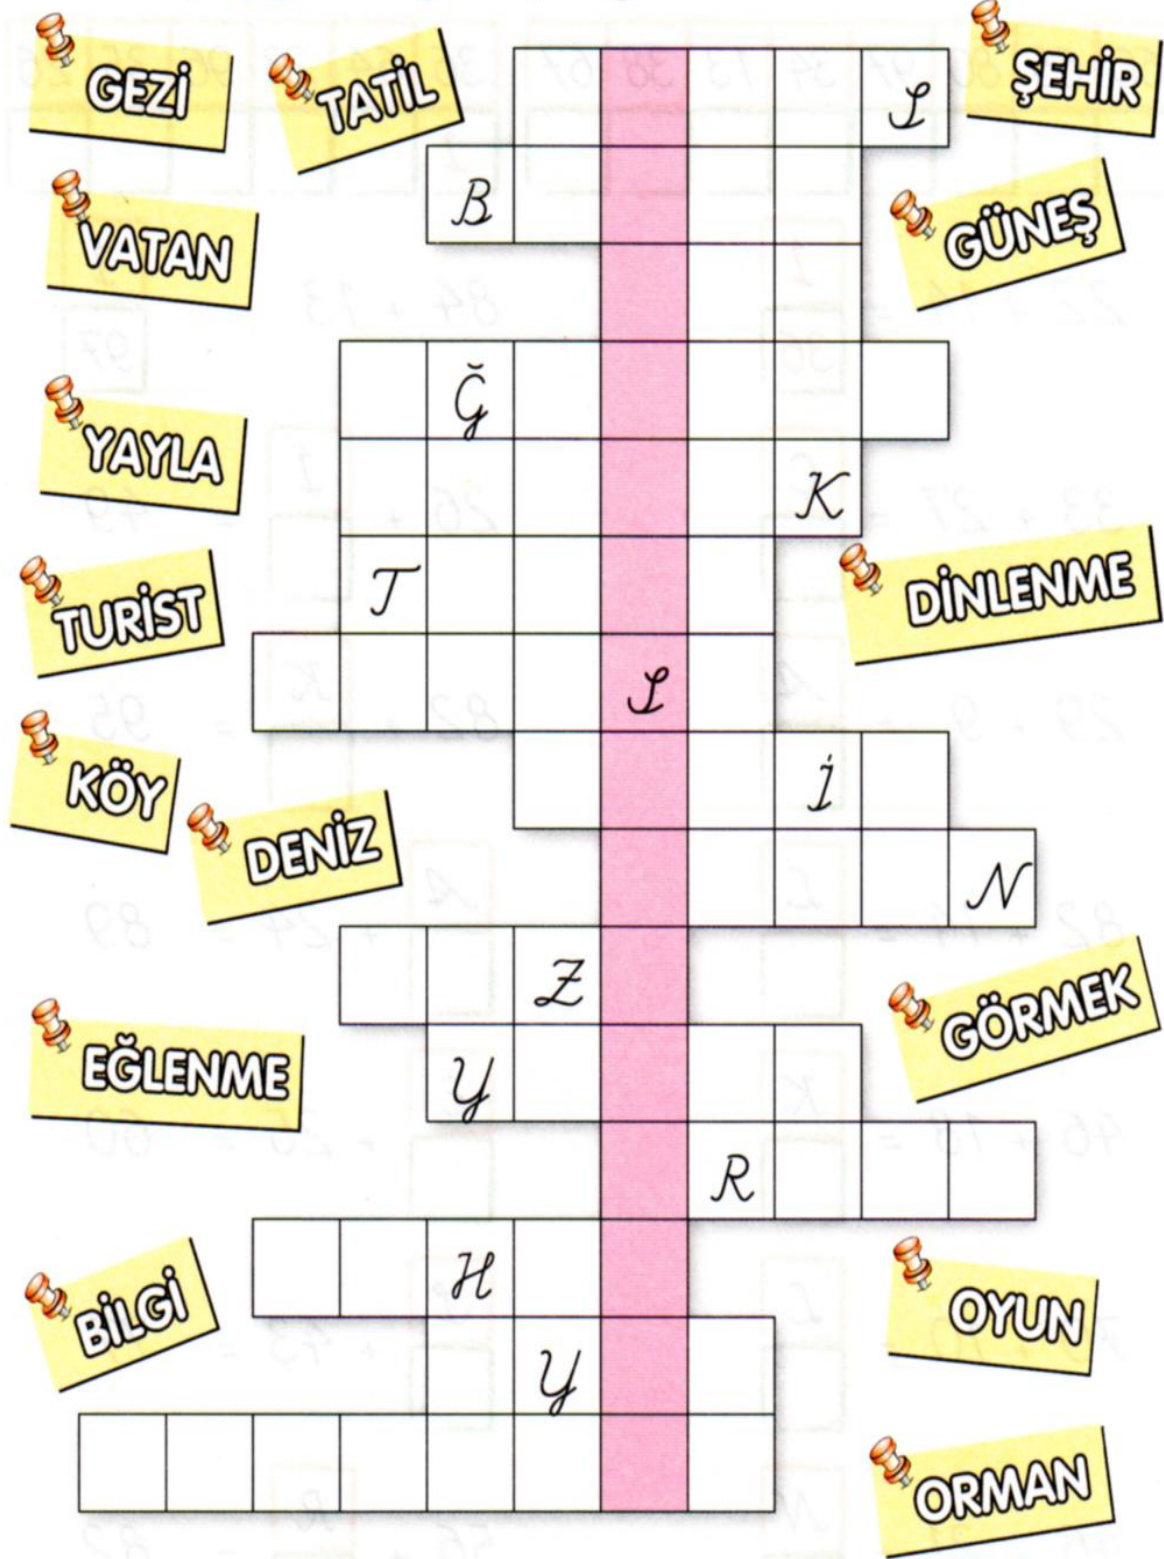 GEZİ
TATİL
S
ŞEHİR
B
VATAN
GÜNEŞ
Ğ
YAYLA
K
T
DİNLENME
TURİST
S
KÖY
İ
DENİZ
N
Z
GÖRMEK
EĞLENME
Y
R
H
BİLGİ
OYUN
Y
ORMAN